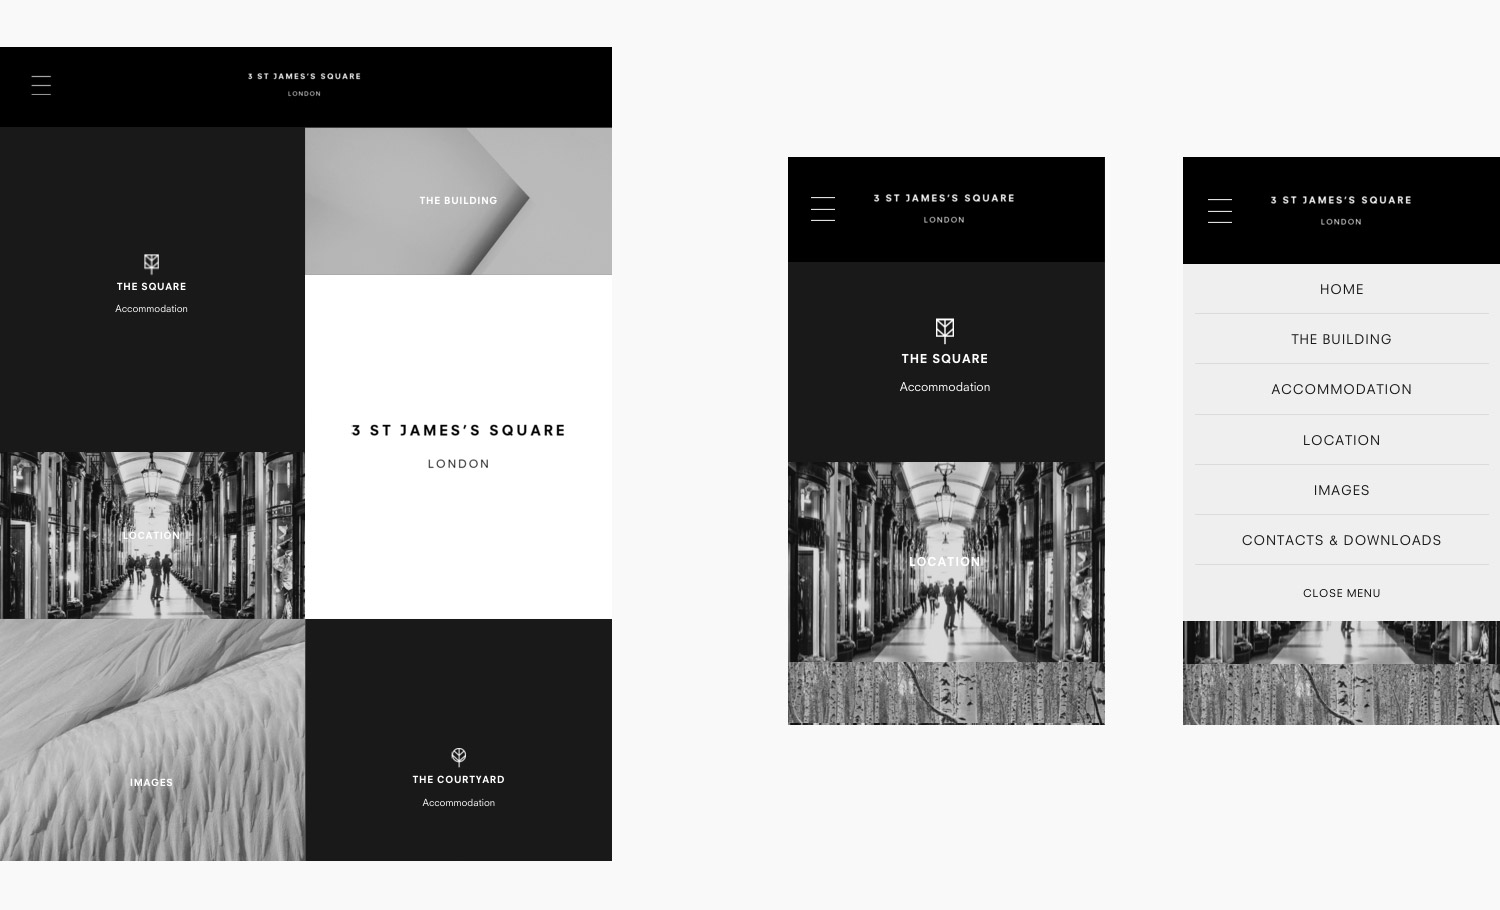 3 ST JAMES'S SQUARE
LONDON
THE SQUARE
Accommodation
THE BUILDING
3 ST JAMES'S SQUARE
LONDON
LOCATION
IMAGES
THE COURTYARD
Accommodation
3 ST JAMES'S SQUARE
LONDON
THE SQUARE
Accommodation
LOCATION
3 ST JAMES'S SQUARE
LONDON
HOME
THE BUILDING
ACCOMMODATION
LOCATION
IMAGES
CONTACTS & DOWNLOADS
CLOSE MENU